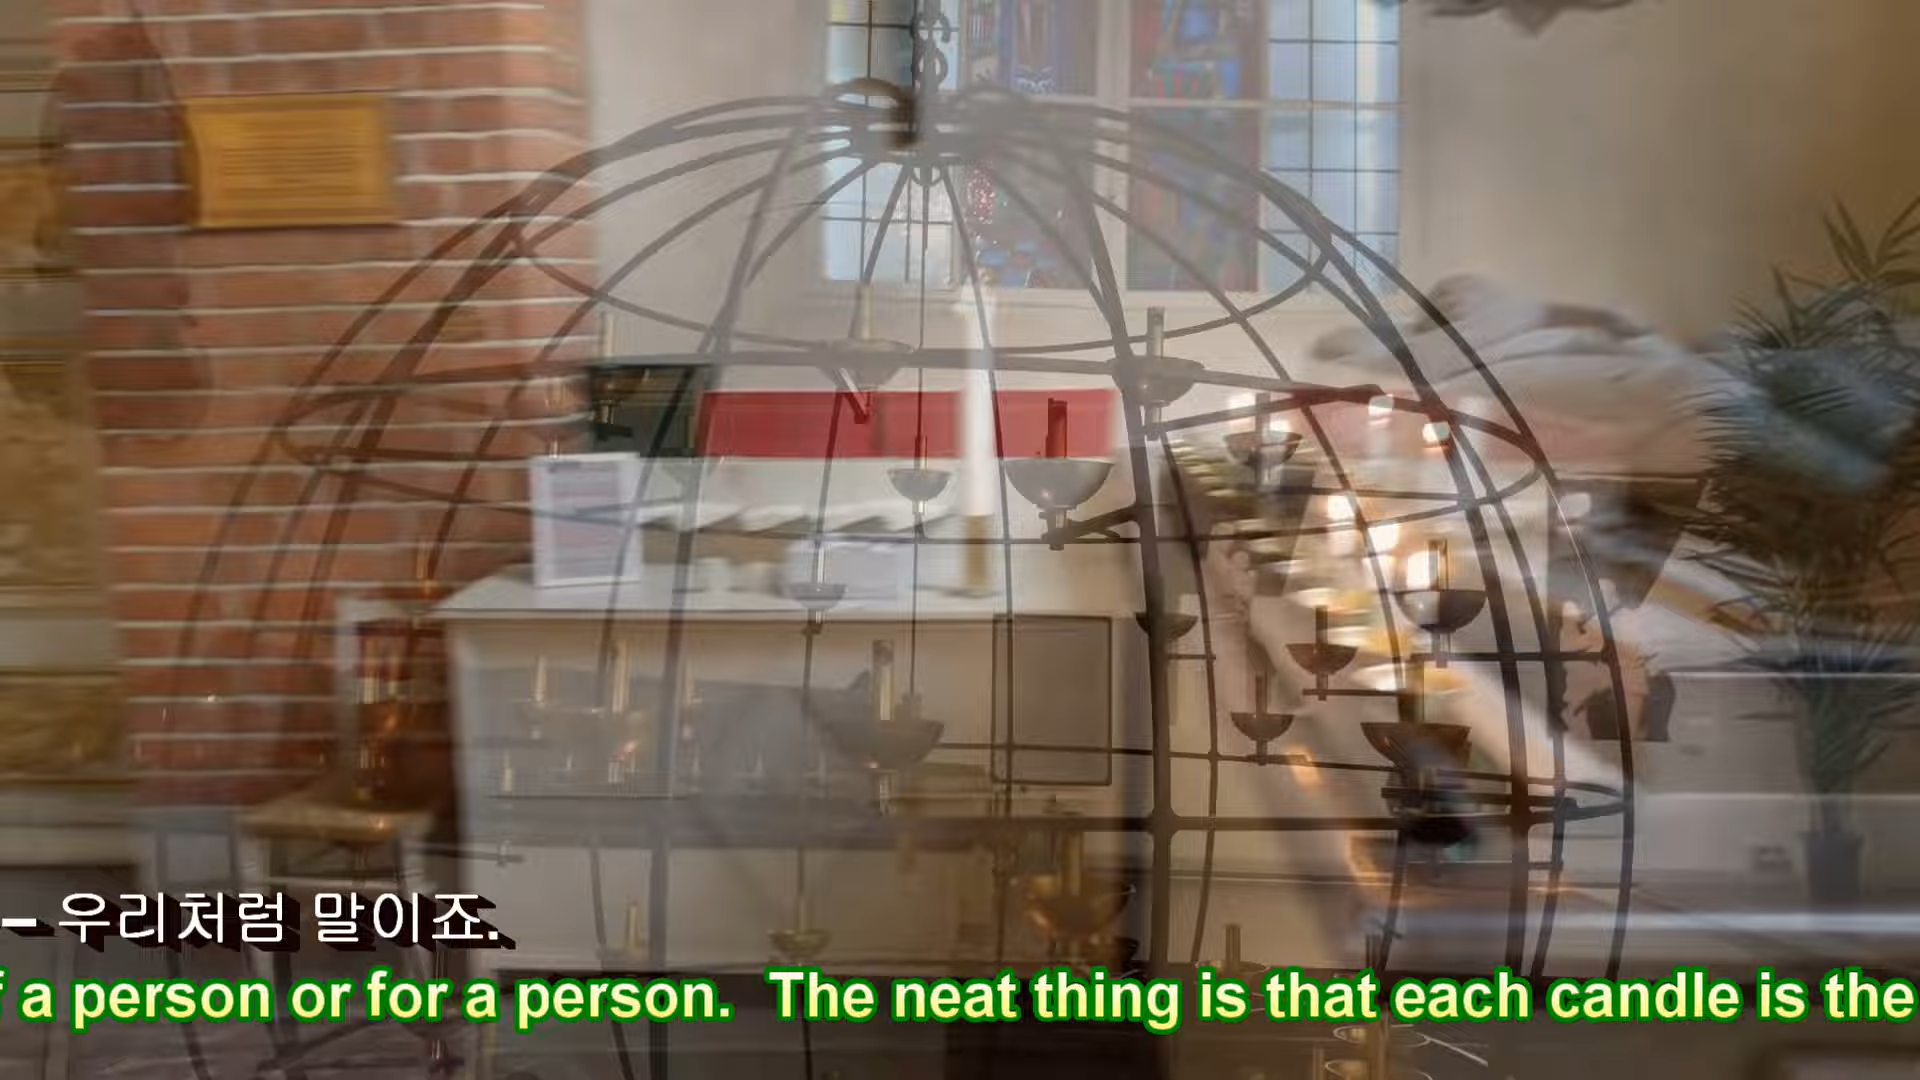 – 우리처럼 말이죠.
f a person or for a person.  The neat thing is that each candle is the